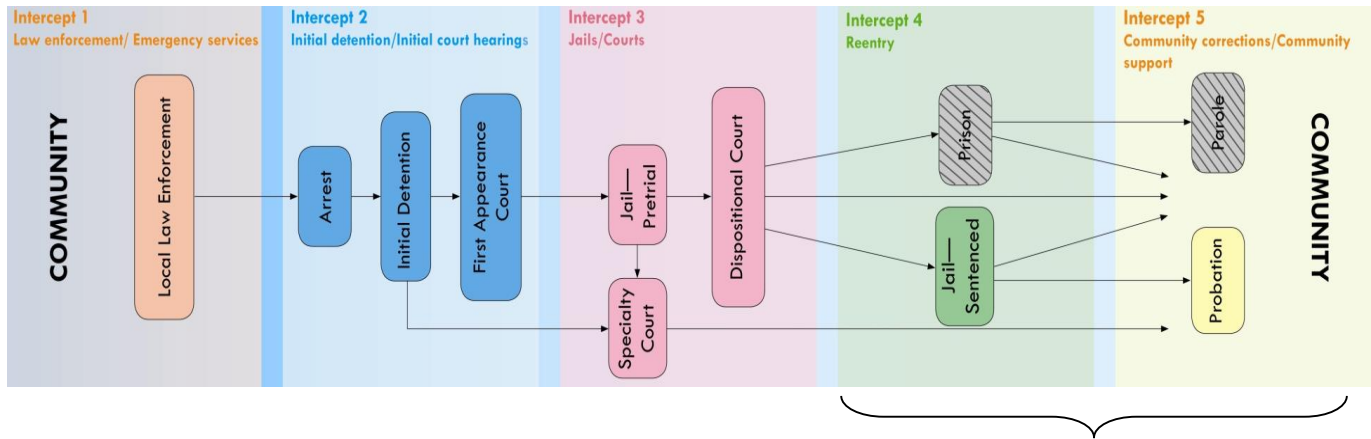 Intercept 1
Law enforcement/ Emergency services
Intercept 2
Initial detention/Initial court hearings
Intercept 3
Jails/Courts
Intercept 4
Reentry
Intercept 5
Community corrections/Community
support
COMMUNITY
Local Law Enforcement
Arrest
Initial Detention
First Appearance
Court
Jail—
Pretrial
Specialty
Court
Dispositional Court
Prison
Jail—
Sentenced
Parole
Probation
COMMUNITY